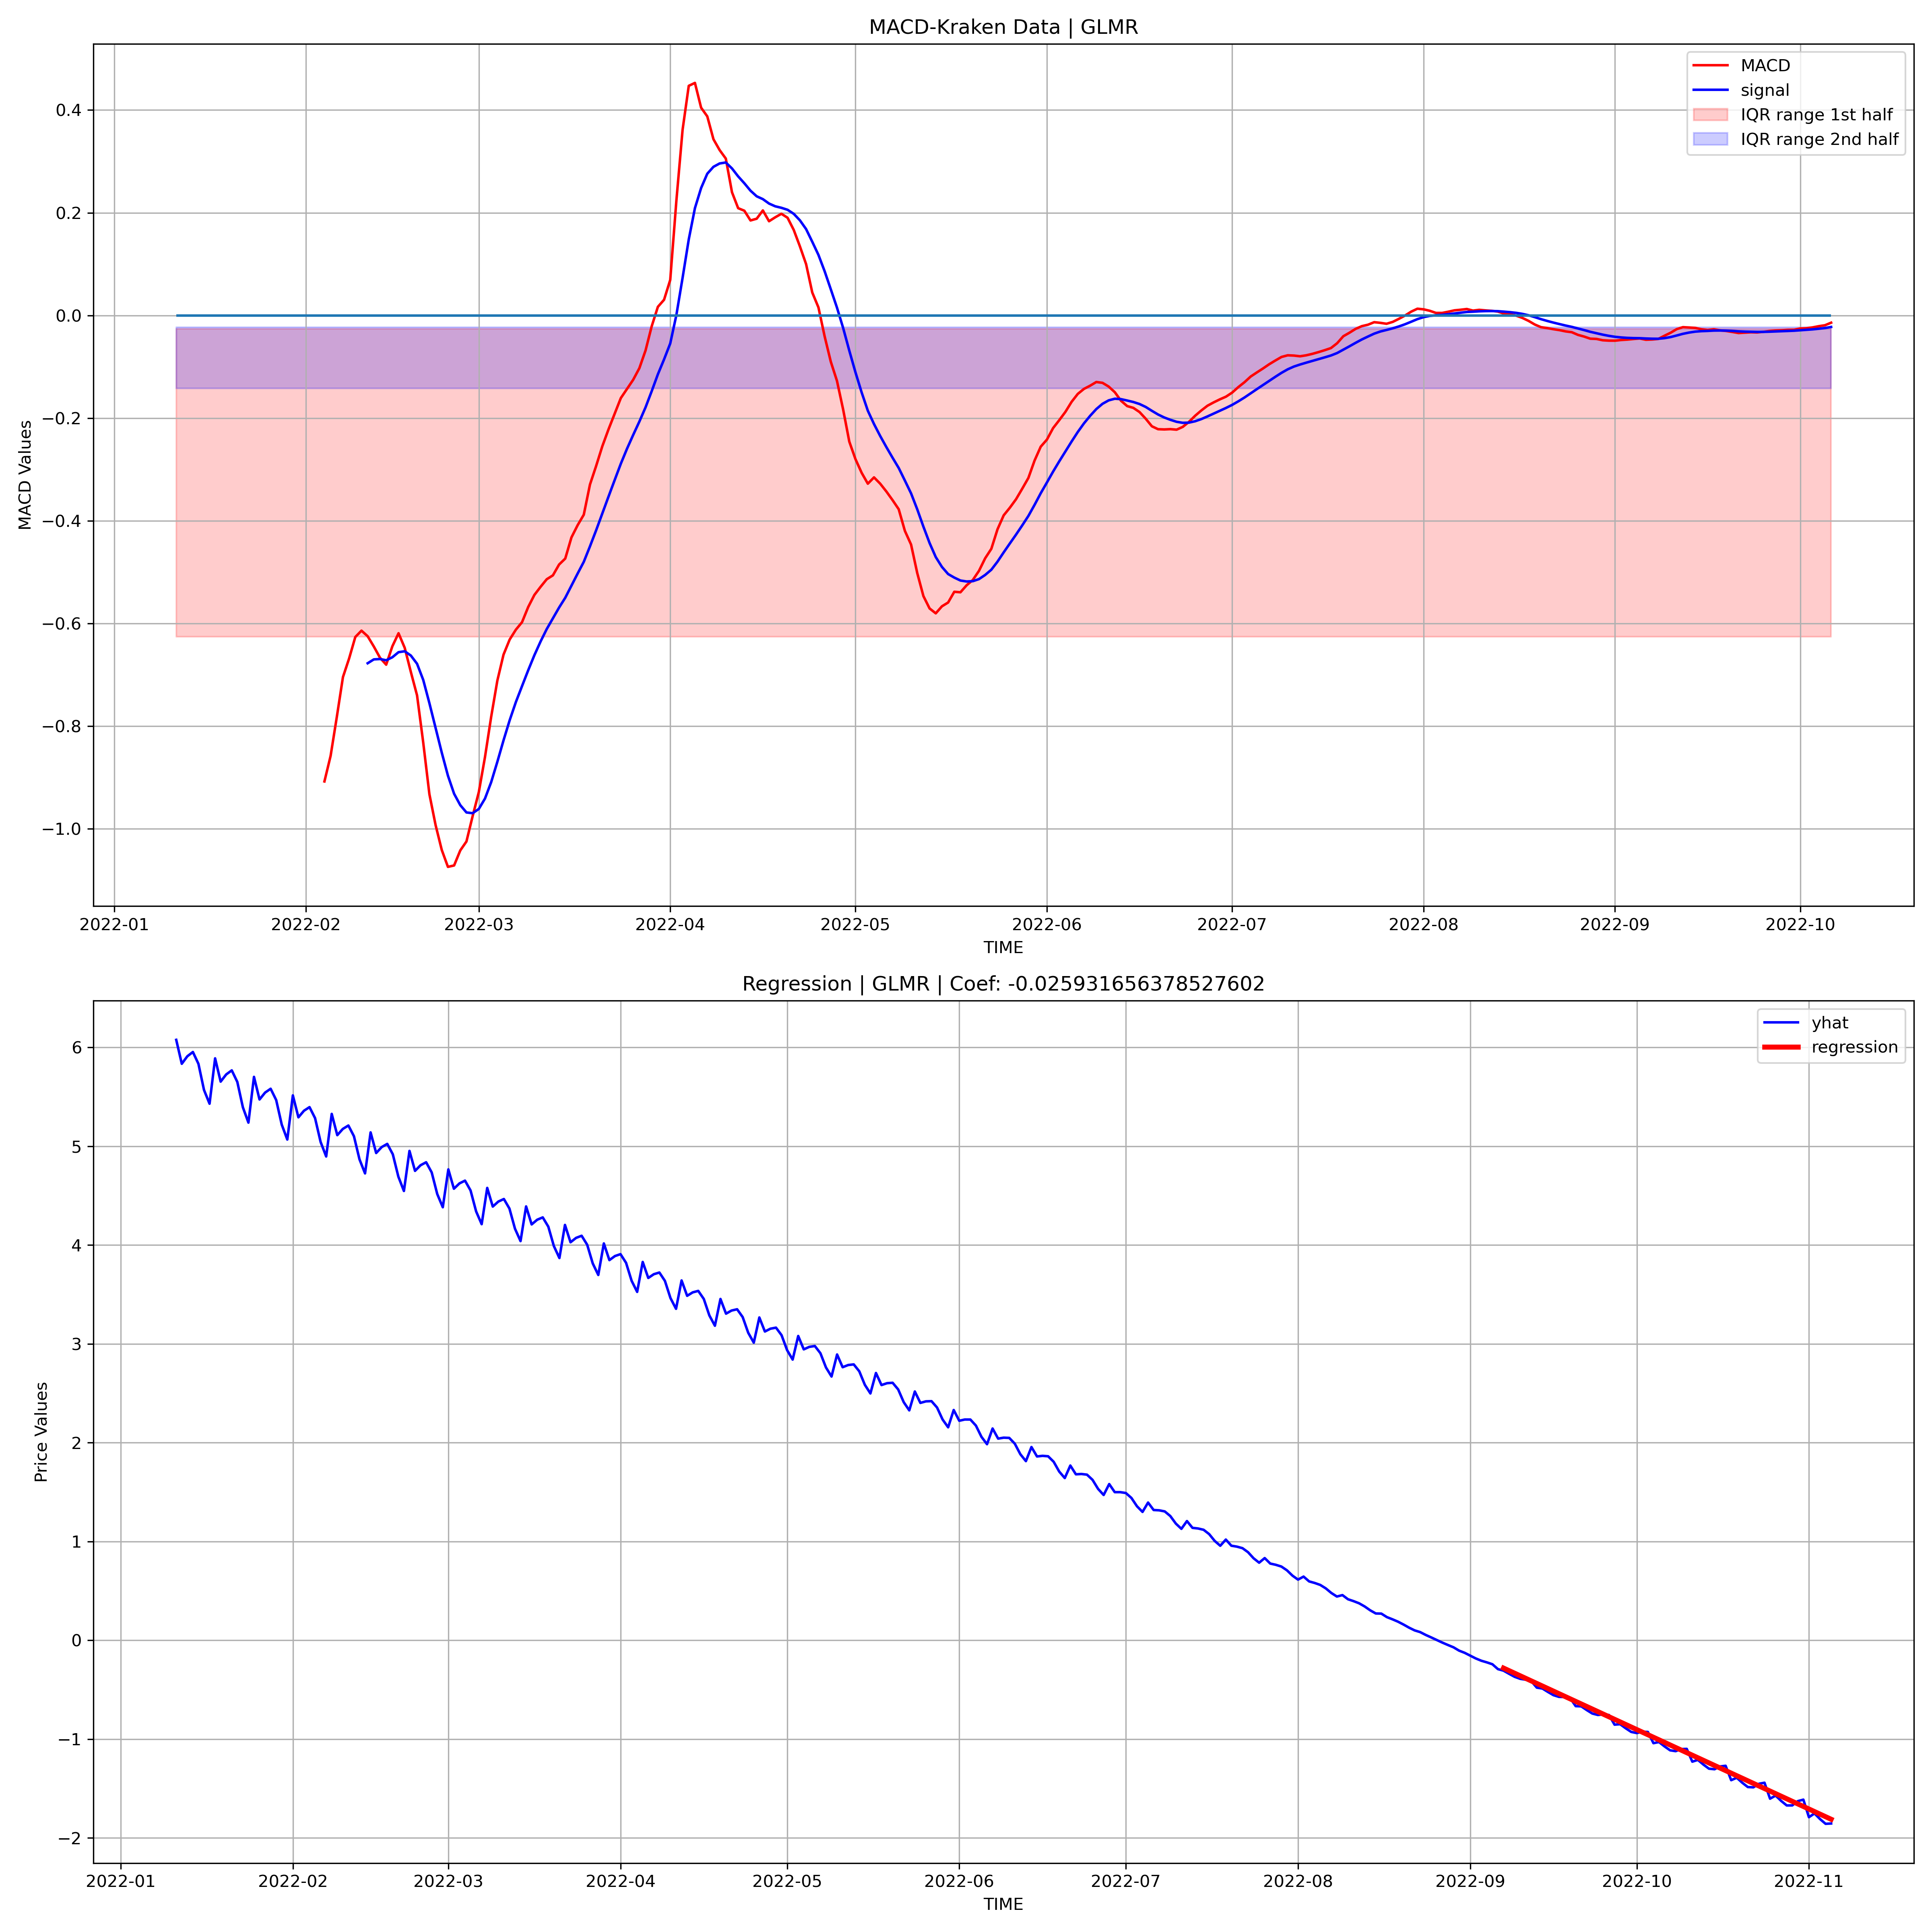 MACD-Kraken Data | GLMR
MACD
signal
IQR range 1st half
IQR range 2nd half
MACD Values
0.4
0.2
0.0
−0.2
−0.4
−0.6
−0.8
−1.0
2022-01 2022-02 2022-03 2022-04 2022-05 2022-06 2022-07 2022-08 2022-09 2022-10
TIME
Regression | GLMR | Coef: -0.025931656378527602
yhat
regression
Price Values
6
5
4
3
2
1
0
−1
−2
2022-01 2022-02 2022-03 2022-04 2022-05 2022-06 2022-07 2022-08 2022-09 2022-10 2022-11
TIME